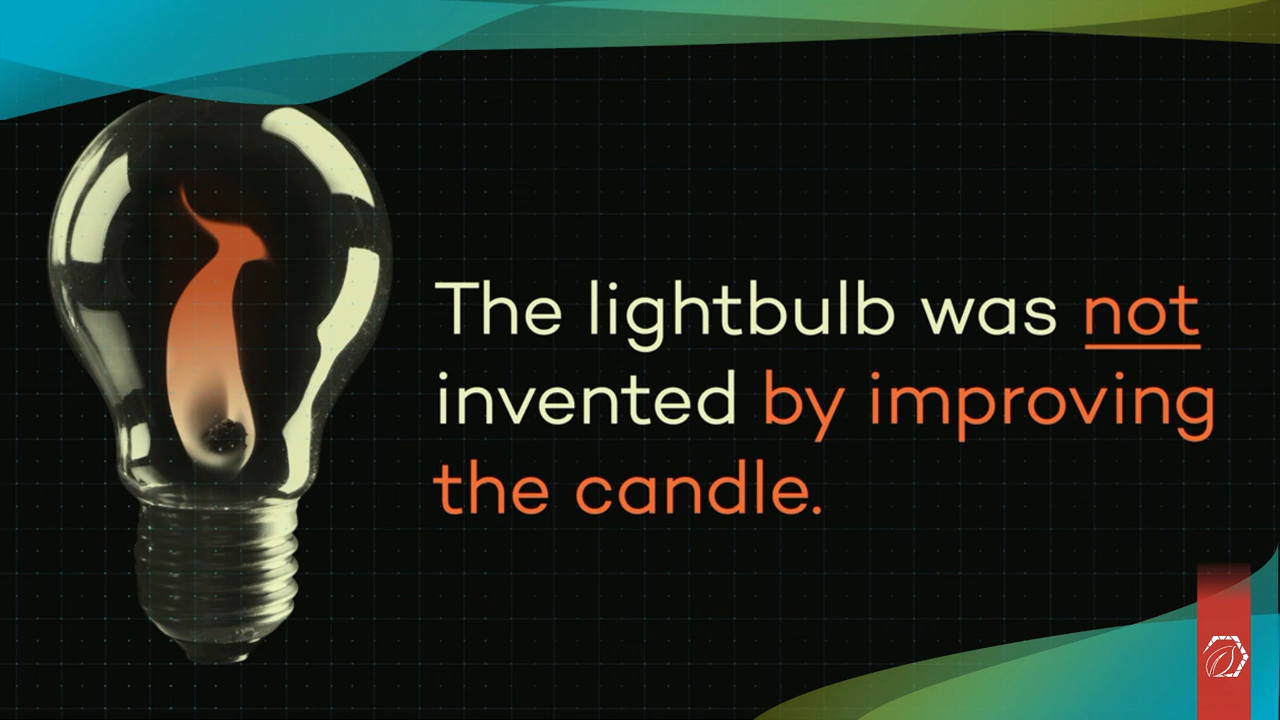 The lightbulb was not
invented by improving
the candle.